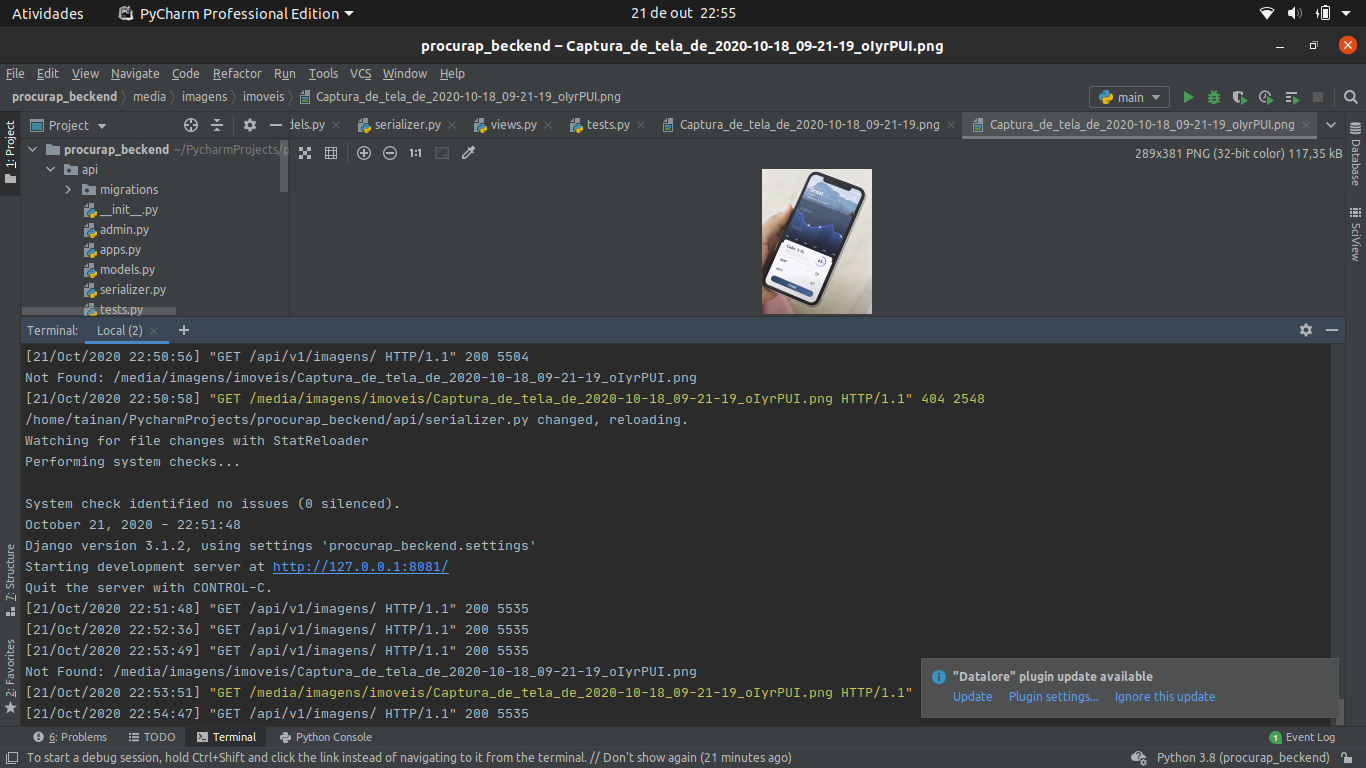 Atividades PyCharm Professional Edition 21 de out 22:55
procurap_beckend – Captura_de_tela_de_2020-10-18_09-21-19_oIyrPUI.png
File Edit View Navigate Code Refactor Run Tools VCS Window Help
procurap_beckend media imagens imoveis Captura_de_tela_de_2020-10-18_09-21-19_oIyrPUI.png main
1: Project
Project
dels.py serializer.py views.py tests.py Captura_de_tela_de_2020-10-18_09-21-19.png Captura_de_tela_de_2020-10-18_09-21-19_oIyrPUI.png
procurap_beckend ~/PycharmProjects/p
1:1 289x381 PNG (32-bit color) 117,35 kB
api
migrations
__init__.py
admin.py
apps.py
models.py
serializer.py
tests.py
Great
Database
SciView
Terminal: Local (2)
[21/Oct/2020 22:50:56] "GET /api/v1/imagens/ HTTP/1.1" 200 5504
Not Found: /media/imagens/imoveis/Captura_de_tela_de_2020-10-18_09-21-19_oIyrPUI.png
[21/Oct/2020 22:50:58] "GET /media/imagens/imoveis/Captura_de_tela_de_2020-10-18_09-21-19_oIyrPUI.png HTTP/1.1" 404 2548
/home/tainan/PycharmProjects/procurap_beckend/api/serializer.py changed, reloading.
Watching for file changes with StatReloader
Performing system checks...
System check identified no issues (0 silenced).
October 21, 2020 - 22:51:48
Django version 3.1.2, using settings 'procurap_beckend.settings'
Starting development server at http://127.0.0.1:8081/
Quit the server with CONTROL-C.
[21/Oct/2020 22:51:48] "GET /api/v1/imagens/ HTTP/1.1" 200 5535
[21/Oct/2020 22:52:36] "GET /api/v1/imagens/ HTTP/1.1" 200 5535
[21/Oct/2020 22:53:49] "GET /api/v1/imagens/ HTTP/1.1" 200 5535
Not Found: /media/imagens/imoveis/Captura_de_tela_de_2020-10-18_09-21-19_oIyrPUI.png
[21/Oct/2020 22:53:51] "GET /media/imagens/imoveis/Captura_de_tela_de_2020-10-18_09-21-19_oIyrPUI.png HTTP/1.1"
[21/Oct/2020 22:54:47] "GET /api/v1/imagens/ HTTP/1.1" 200 5535
7: Structure
2: Favorites
"Datalore" plugin update available
Update Plugin settings... Ignore this update
6: Problems TODO Terminal Python Console 1 Event Log
To start a debug session, hold Ctrl+Shift and click the link instead of navigating to it from the terminal. // Don't show again (21 minutes ago) Python 3.8 (procurap_beckend)